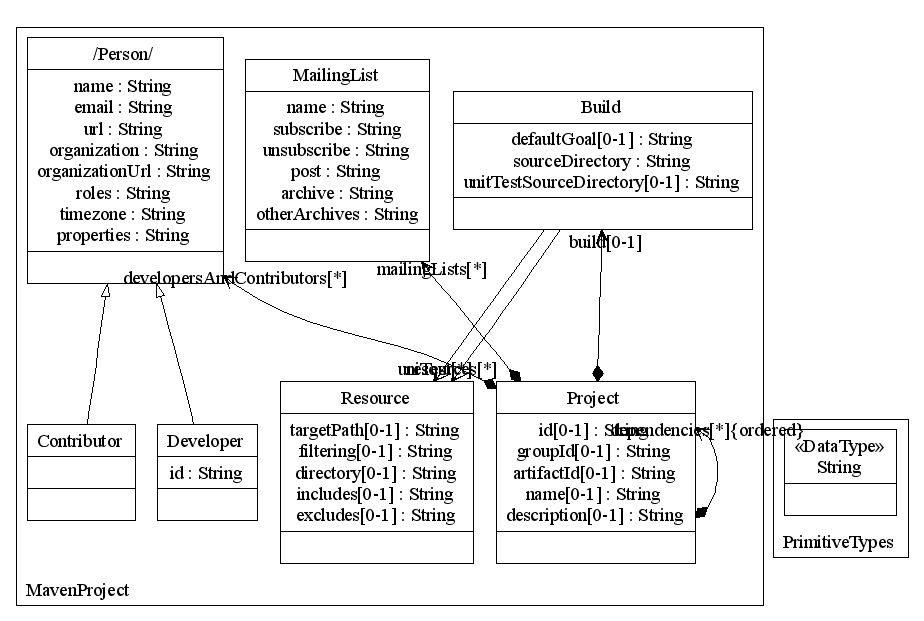 /Person/
name : String
email : String
url : String
organization : String
organizationUrl : String
roles : String
timezone : String
properties : String
MailingList
name : String
subscribe : String
unsubscribe : String
post : String
archive : String
otherArchives : String
Build
defaultGoal[0-1] : String
sourceDirectory : String
unitTestSourceDirectory[0-1] : String
build[0-1]
mailingLists[*]
developersAndContributors[*]
Contributor
Developer
id : String
Resource
targetPath[0-1] : String
filtering[0-1] : String
directory[0-1] : String
includes[0-1] : String
excludes[0-1] : String
Project
id[0-1] : String
dependencies[*]{ordered}
groupId[0-1] : String
artifactId[0-1] : String
name[0-1] : String
description[0-1] : String
«DataType»
String
PrimitiveTypes
MavenProject